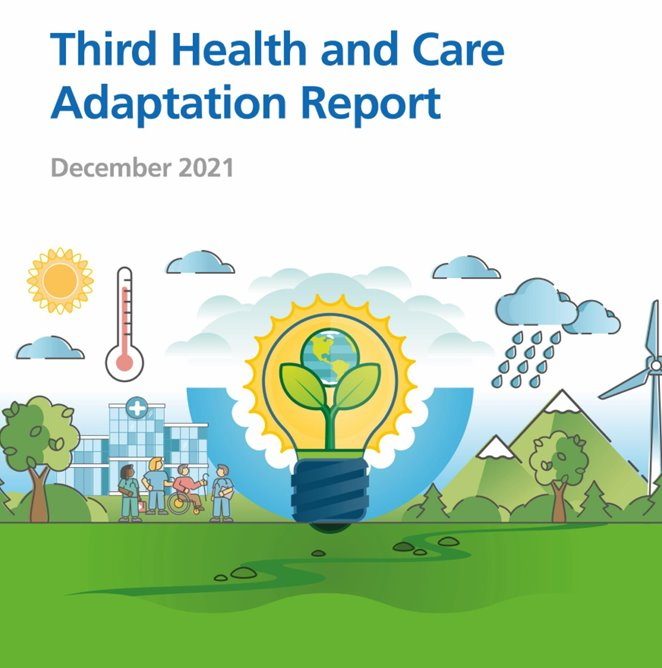 Third Health and Care
Adaptation Report
December 2021